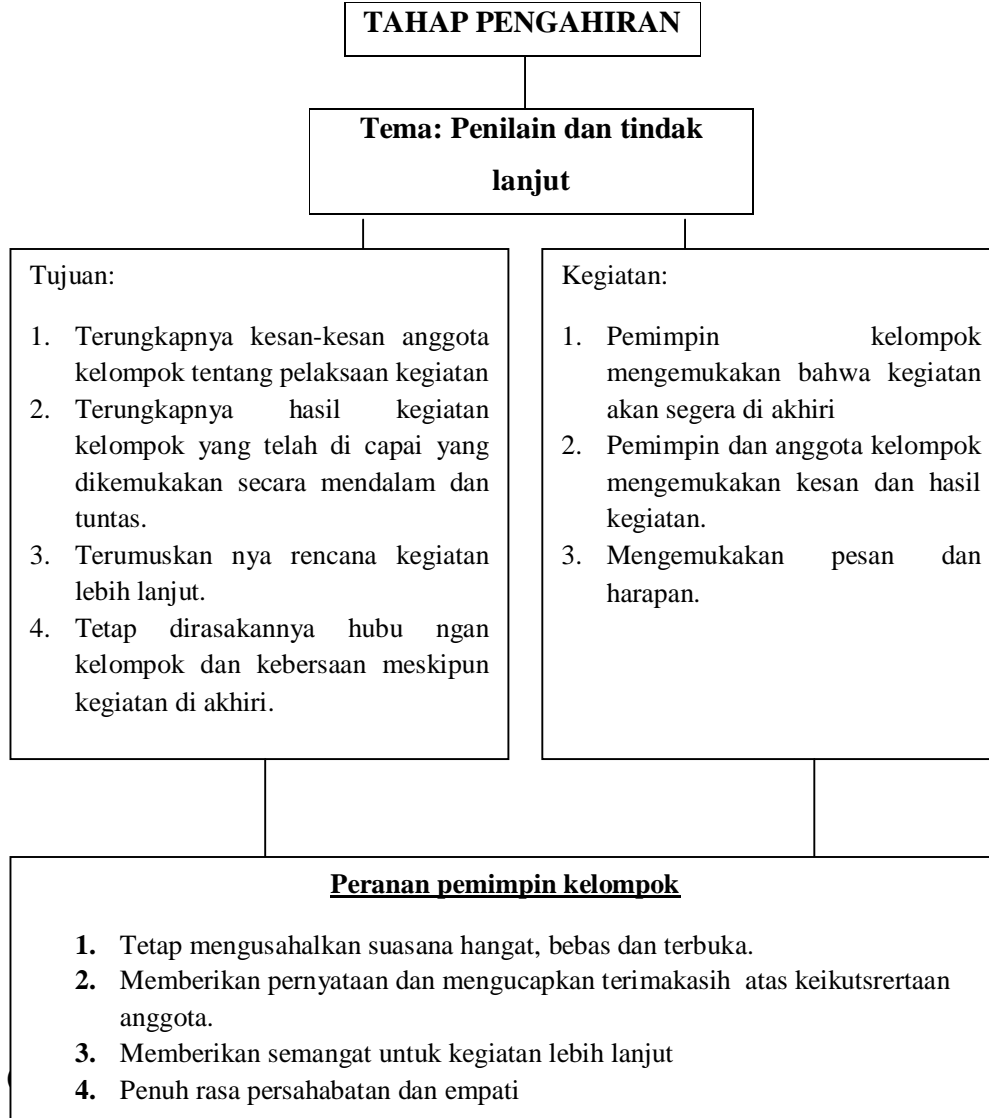 TAHAP PENGAHIRAN
Tema: Penilain dan tindak
lanjut
Tujuan:
1. Terungkapnya kesan-kesan anggota
kelompok tentang pelaksaan kegiatan
2. Terungkapnya hasil kegiatan
kelompok yang telah di capai yang
dikemukakan secara mendalam dan
tuntas.
3. Terumuskan nya rencana kegiatan
lebih lanjut.
4. Tetap dirasakannya hubu ngan
kelompok dan kebersaan meskipun
kegiatan di akhiri.
Kegiatan:
1. Pemimpin kelompok
mengemukakan bahwa kegiatan
akan segera di akhiri
2. Pemimpin dan anggota kelompok
mengemukakan kesan dan hasil
kegiatan.
3. Mengemukakan pesan dan
harapan.
Peranan pemimpin kelompok
1. Tetap mengusahalkan suasana hangat, bebas dan terbuka.
2. Memberikan pernyataan dan mengucapkan terimakasih atas keikutsrertaan
anggota.
3. Memberikan semangat untuk kegiatan lebih lanjut
4. Penuh rasa persahabatan dan empati